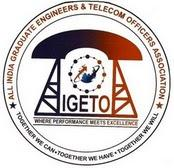 ALL INDIA GRADUATE ENGINEERS & TELECOM OFFICERS ASSOCIATION
IGETO
WHERE PERFORMANCE MEETS EXCELLENCE
TOGETHER WE CAN • TOGETHER WE HAVE • TOGETHER WE WILL